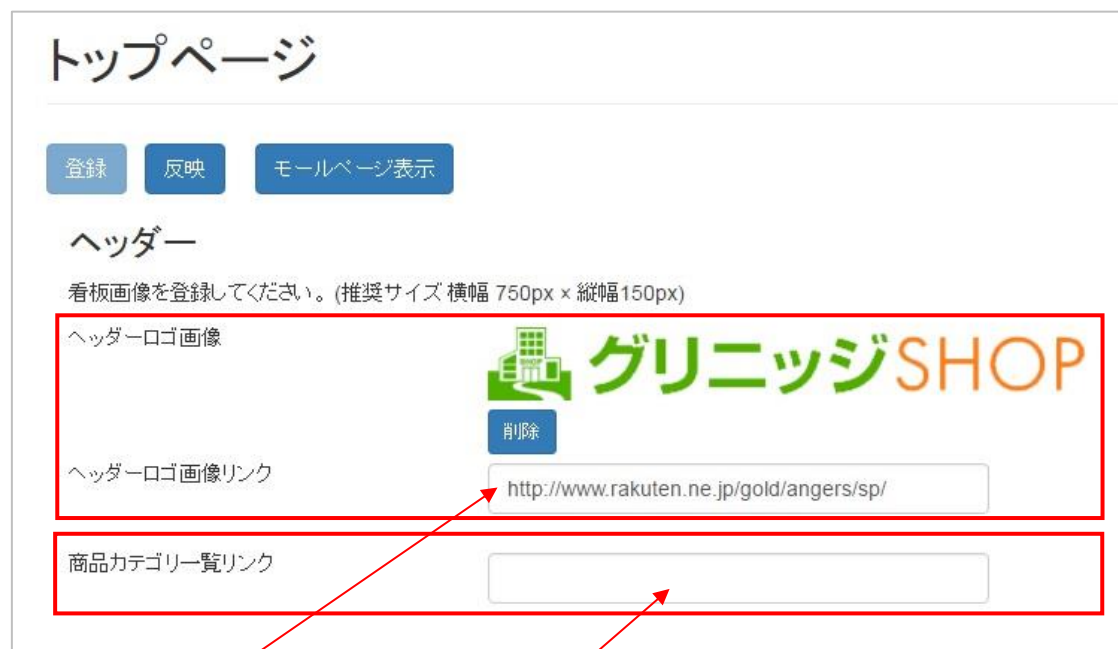 トップページ
登録 反映 モールページ表示
ヘッダー
看板画像を登録してください。(推奨サイズ 横幅 750px × 縦幅150px)
ヘッダーロゴ画像
SHOP
グリニッジSHOP
削除
ヘッダーロゴ画像リンク
http://www.rakuten.ne.jp/gold/angers/sp/
商品カテゴリ一覧リンク